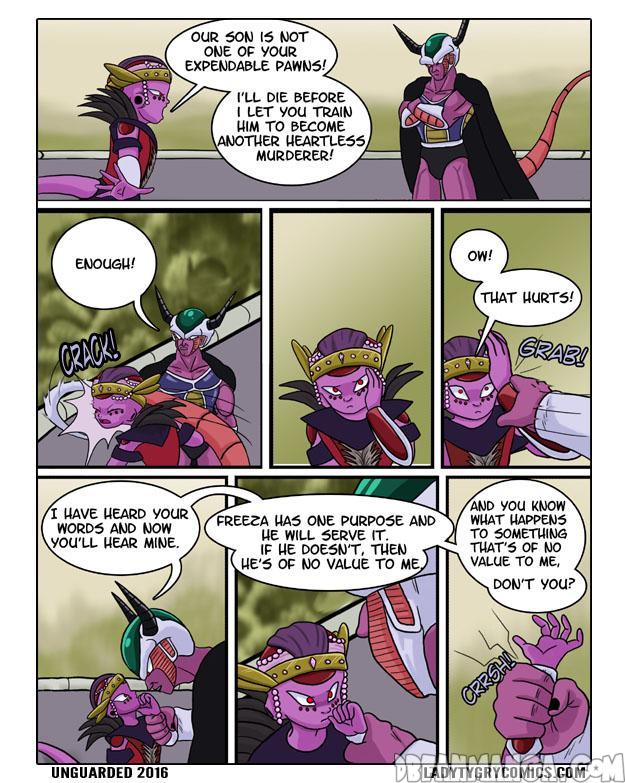 OUR SON IS NOT
ONE OF YOUR
EXPENDABLE PAWNS!
I'LL DIE BEFORE
I LET YOU TRAIN
HIM TO BECOME
ANOTHER HEARTLESS
MURDERER!
ENOUGH!
CRACK!
OW!
THAT HURTS!
GRAB!
I HAVE HEARD YOUR
WORDS AND NOW
YOU'LL HEAR MINE.
FREEZA HAS ONE PURPOSE AND
HE WILL SERVE IT.
IF HE DOESN'T, THEN
HE'S OF NO VALUE TO ME.
AND YOU KNOW
WHAT HAPPENS
TO SOMETHING
THAT'S OF NO
VALUE TO ME,
DON'T YOU?
CRRSH!
UNGUARDED 2016
LADYTYGRYCOMICS.COM
DBFANMANGA.COM